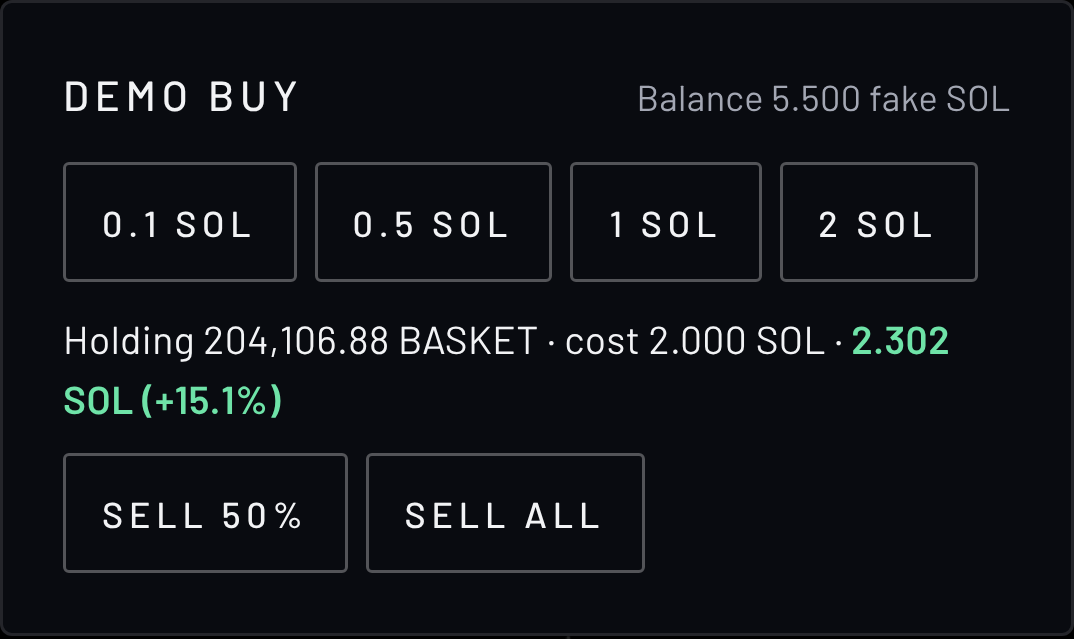 DEMO BUY Balance 5.500 fake SOL
0.1 SOL 0.5 SOL 1 SOL 2 SOL
Holding 204,106.88 BASKET · cost 2.000 SOL · 2.302
SOL (+15.1%)
SELL 50% SELL ALL